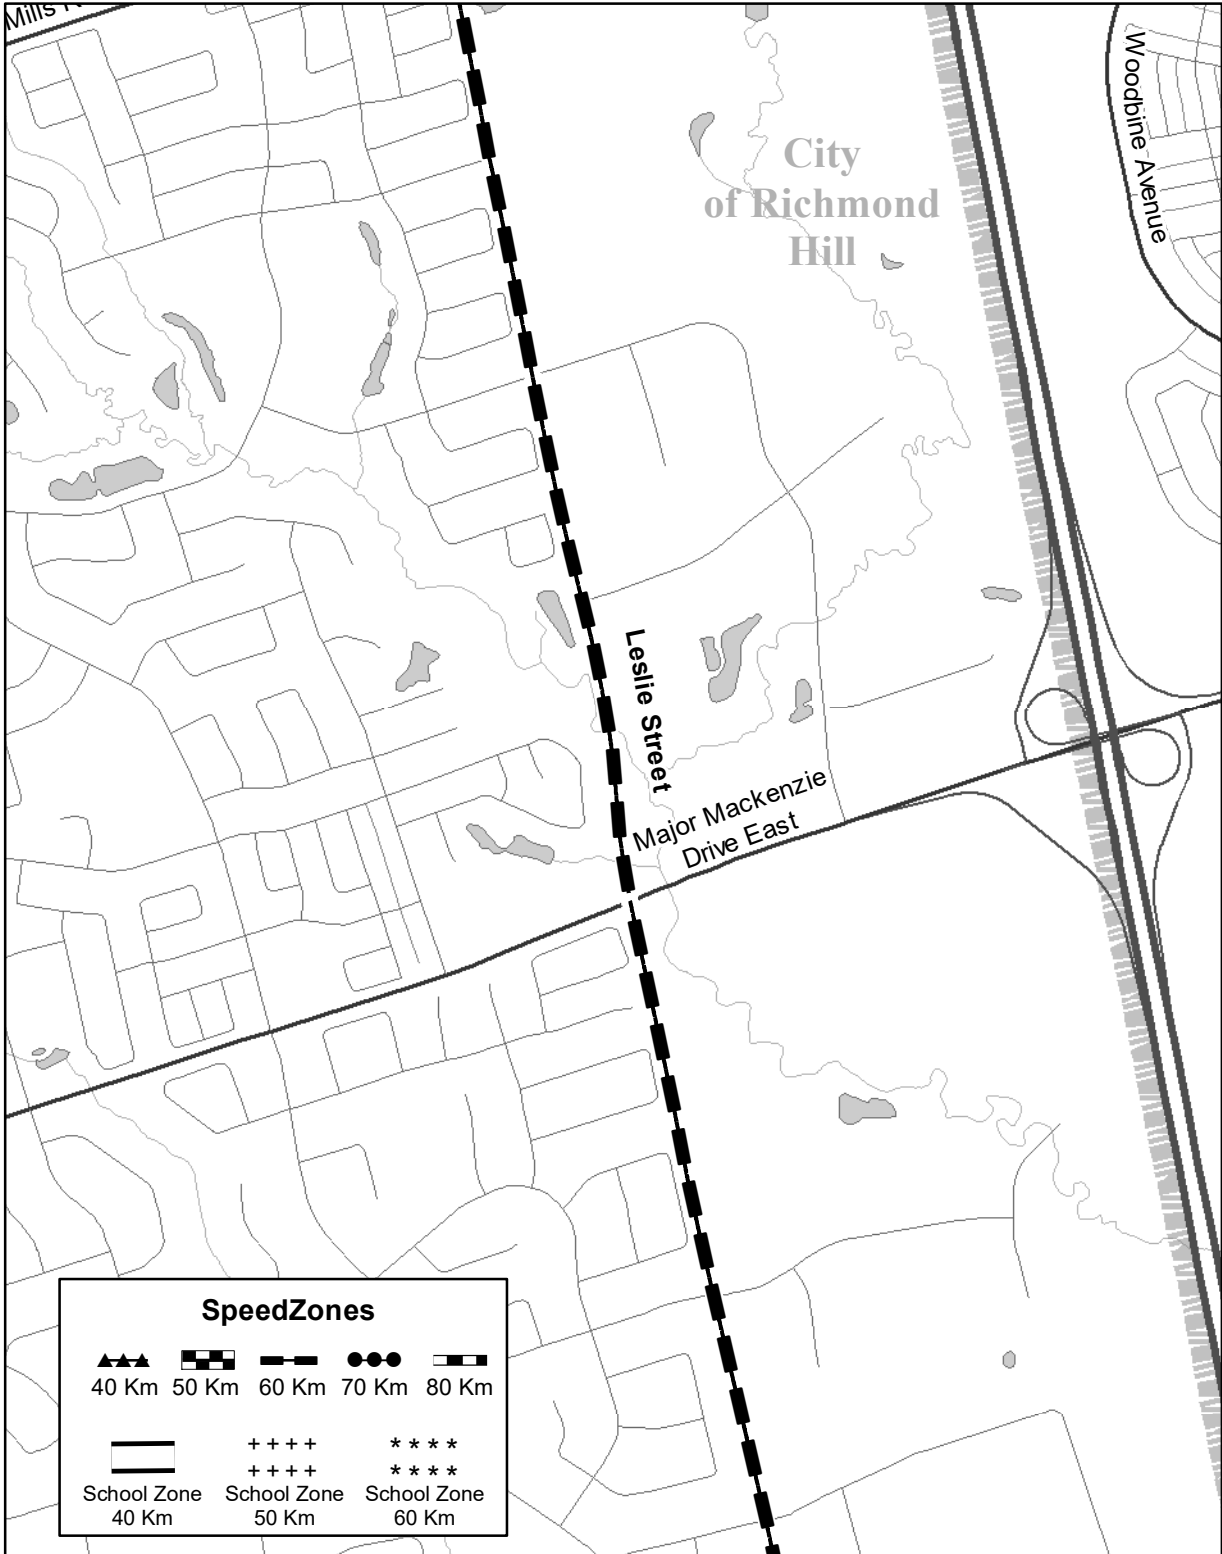 Mills
Woodbine Avenue
City
of Richmond
Hill
Leslie Street
Major Mackenzie
Drive East
SpeedZones
40 Km 50 Km 60 Km 70 Km 80 Km
School Zone School Zone School Zone
40 Km 50 Km 60 Km